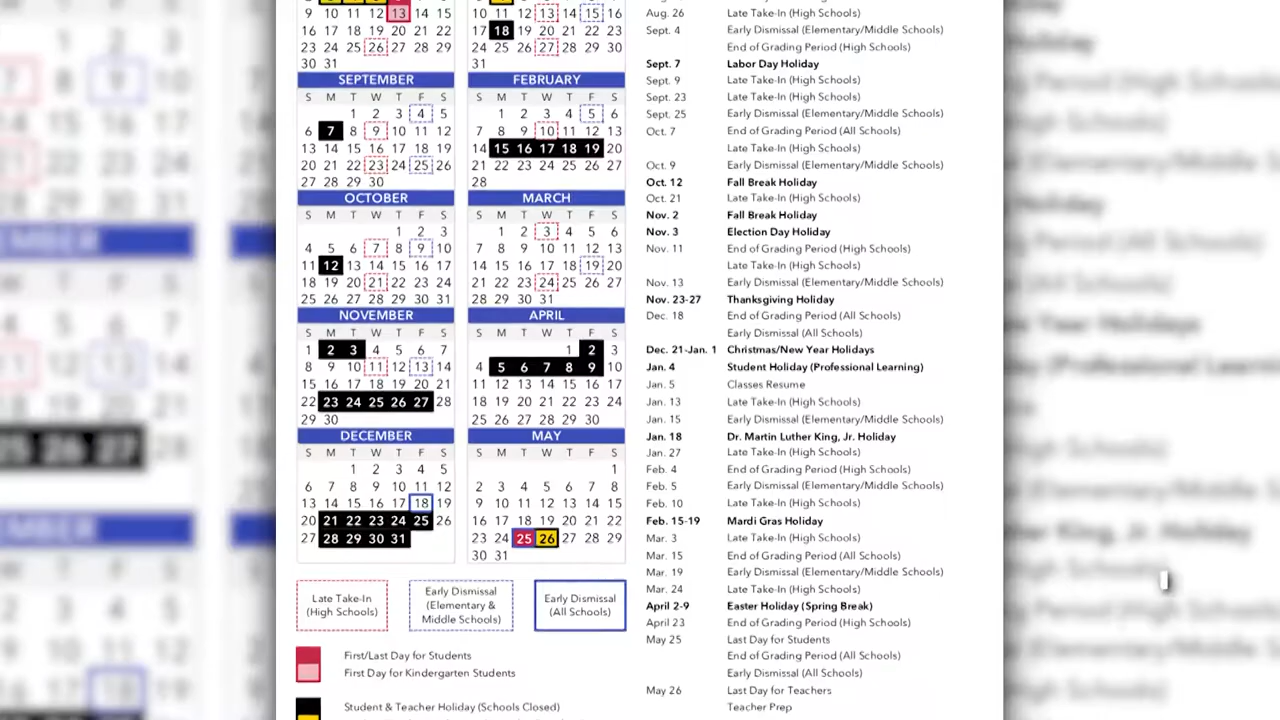 9 10 11 12 13 14 15
16 17 18 19 20 21 22
23 24 25 26 27 28 29
30 31
SEPTEMBER
S M T W T F S
1 2 3 4 5
6 7 8 9 10 11 12
13 14 15 16 17 18 19
20 21 22 23 24 25 26
27 28 29 30
OCTOBER
S M T W T F S
1 2 3
4 5 6 7 8 9 10
11 12 13 14 15 16 17
18 19 20 21 22 23 24
25 26 27 28 29 30 31
NOVEMBER
S M T W T F S
1 2 3 4 5 6 7
8 9 10 11 12 13 14
15 16 17 18 19 20 21
22 23 24 25 26 27 28
29 30
DECEMBER
S M T W T F S
1 2 3 4 5
6 7 8 9 10 11 12
13 14 15 16 17 18 19
20 21 22 23 24 25 26
27 28 29 30 31
10 11 12 13 14 15 16
17 18 19 20 21 22 23
24 25 26 27 28 29 30
31
FEBRUARY
S M T W T F S
1 2 3 4 5 6
7 8 9 10 11 12 13
14 15 16 17 18 19 20
21 22 23 24 25 26 27
28
MARCH
S M T W T F S
1 2 3 4 5 6
7 8 9 10 11 12 13
14 15 16 17 18 19 20
21 22 23 24 25 26 27
28 29 30 31
APRIL
S M T W T F S
1 2 3
4 5 6 7 8 9 10
11 12 13 14 15 16 17
18 19 20 21 22 23 24
25 26 27 28 29 30
MAY
S M T W T F S
1
2 3 4 5 6 7 8
9 10 11 12 13 14 15
16 17 18 19 20 21 22
23 24 25 26 27 28 29
30 31
Late Take-In
(High Schools)
Early Dismissal
(Elementary &
Middle Schools)
Early Dismissal
(All Schools)
First/Last Day for Students
First Day for Kindergarten Students
Student & Teacher Holiday (Schools Closed)
Aug. 26 Late Take-In (High Schools)
Sept. 4 Early Dismissal (Elementary/Middle Schools)
End of Grading Period (High Schools)
Sept. 7 Labor Day Holiday
Sept. 9 Late Take-In (High Schools)
Sept. 23 Late Take-In (High Schools)
Sept. 25 Early Dismissal (Elementary/Middle Schools)
Oct. 7 End of Grading Period (All Schools)
Late Take-In (High Schools)
Oct. 9 Early Dismissal (Elementary/Middle Schools)
Oct. 12 Fall Break Holiday
Oct. 21 Late Take-In (High Schools)
Nov. 2 Fall Break Holiday
Nov. 3 Election Day Holiday
Nov. 11 End of Grading Period (High Schools)
Late Take-In (High Schools)
Nov. 13 Early Dismissal (Elementary/Middle Schools)
Nov. 23-27 Thanksgiving Holiday
Dec. 18 End of Grading Period (All Schools)
Early Dismissal (All Schools)
Dec. 21-Jan. 1 Christmas/New Year Holidays
Jan. 4 Student Holiday (Professional Learning)
Jan. 5 Classes Resume
Jan. 13 Late Take-In (High Schools)
Jan. 15 Early Dismissal (Elementary/Middle Schools)
Jan. 18 Dr. Martin Luther King, Jr. Holiday
Jan. 27 Late Take-In (High Schools)
Feb. 4 End of Grading Period (High Schools)
Feb. 5 Early Dismissal (Elementary/Middle Schools)
Feb. 10 Late Take-In (High Schools)
Feb. 15-19 Mardi Gras Holiday
Mar. 3 Late Take-In (High Schools)
Mar. 15 End of Grading Period (All Schools)
Mar. 19 Early Dismissal (Elementary/Middle Schools)
Mar. 24 Late Take-In (High Schools)
April 2-9 Easter Holiday (Spring Break)
April 23 End of Grading Period (High Schools)
May 25 Last Day for Students
End of Grading Period (All Schools)
Early Dismissal (All Schools)
May 26 Last Day for Teachers
Teacher Prep